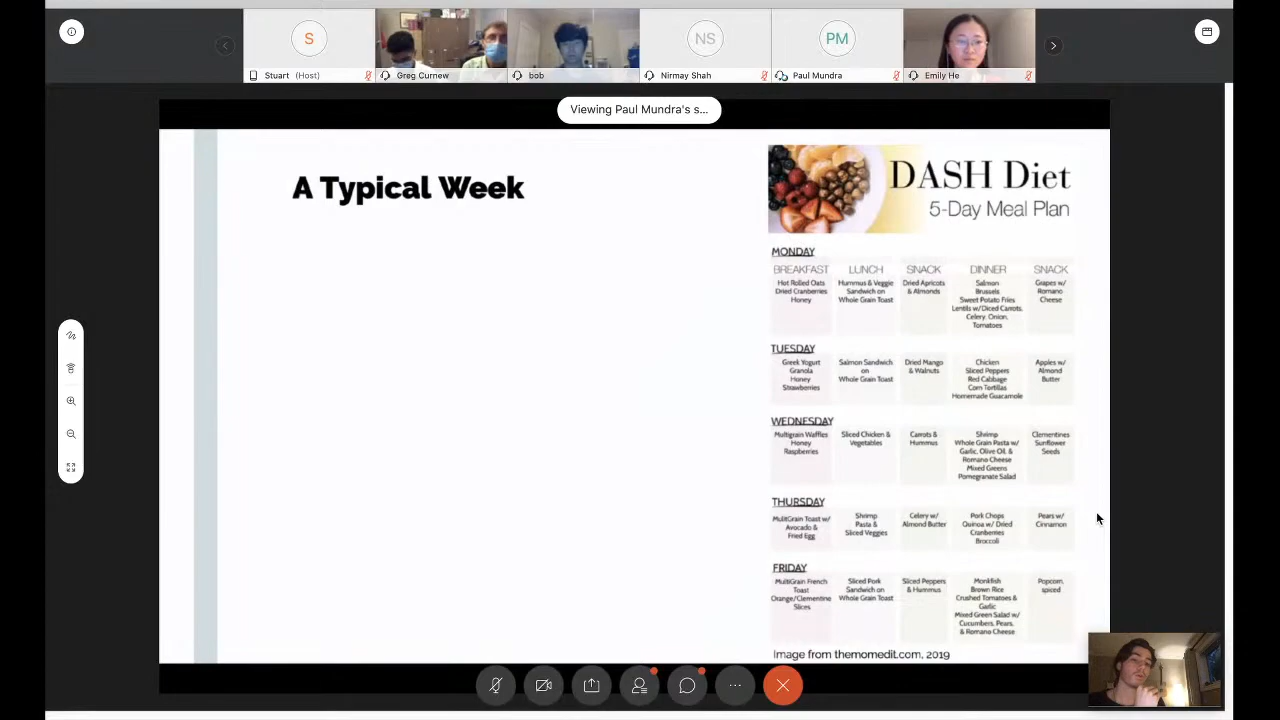 S
NS
PM
Stuart (Host)
Greg Curnew
bob
Nirmay Shah
Paul Mundra
Emily He
Viewing Paul Mundra's s...
A Typical Week
DASH Diet
5-Day Meal Plan
MONDAY
BREAKFAST LUNCH SNACK DINNER SNACK
Hot Rolled Oats
Dried Cranberries
Honey
Hummus & Veggie
Sandwich on
Whole Grain Toast
Dried Apricots
& Almonds
Salmon
Brussels
Sweet Potato Fries
Lentils w/Diced Carrots,
Celery, Onion,
Tomatoes
Grapes w/
Romano
Cheese
TUESDAY
Greek Yogurt
Granola
Honey
Strawberries
Salmon Sandwich
on
Whole Grain Toast
Dried Mango
& Walnuts
Chicken
Sliced Peppers
Red Cabbage
Corn Tortillas
Homemade Guacamole
Apples w/
Almond
Butter
WEDNESDAY
Multigrain Waffles
Honey
Raspberries
Sliced Chicken &
Vegetables
Carrots &
Hummus
Shrimp
Whole Grain Pasta w/
Garlic, Olive Oil, &
Romano Cheese
Mixed Greens
Pomegranate Salad
Clementines
Sunflower
Seeds
THURSDAY
MulitGrain Toast w/
Avocado &
Fried Egg
Shrimp
Pasta &
Sliced Veggies
Celery w/
Almond Butter
Pork Chops
Quinoa w/ Dried
Cranberries
Broccoli
Pears w/
Cinnamon
FRIDAY
MultiGrain French
Toast
Orange/Clementine
Slices
Sliced Pork
Sandwich on
Whole Grain Toast
Sliced Peppers
& Hummus
Monkfish
Brown Rice
Crushed Tomatoes &
Garlic
Mixed Green Salad w/
Cucumbers, Pears,
& Romano Cheese
Popcorn,
spiced
Image from themomedit.com, 2019